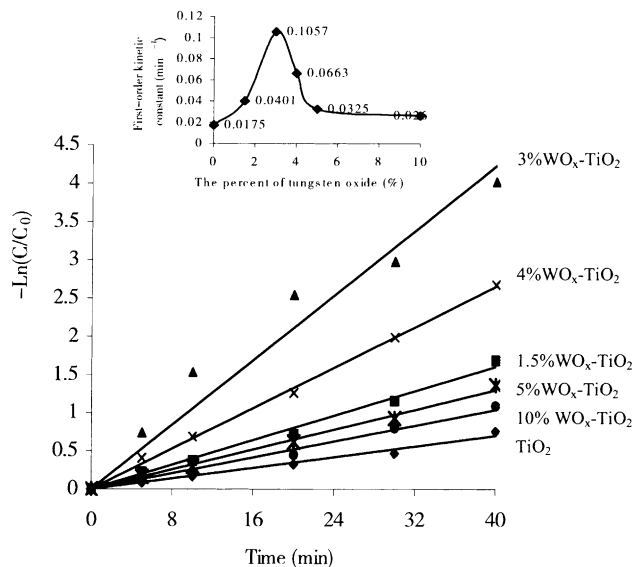 First-order kinetic
constant (min⁻¹)
0.12
0.1
0.08
0.06
0.04
0.02
0
0.1057
0.0663
0.0401
0.0325
0.0175
0 2 4 6 8 10
The percent of tungsten oxide (%)
−Ln(C/C₀)
4.5
4
3.5
3
2.5
2
1.5
1
0.5
0
3%WOₓ-TiO₂
4%WOₓ-TiO₂
1.5%WOₓ-TiO₂
5%WOₓ-TiO₂
10% WOₓ-TiO₂
TiO₂
0 8 16 24 32 40
Time (min)